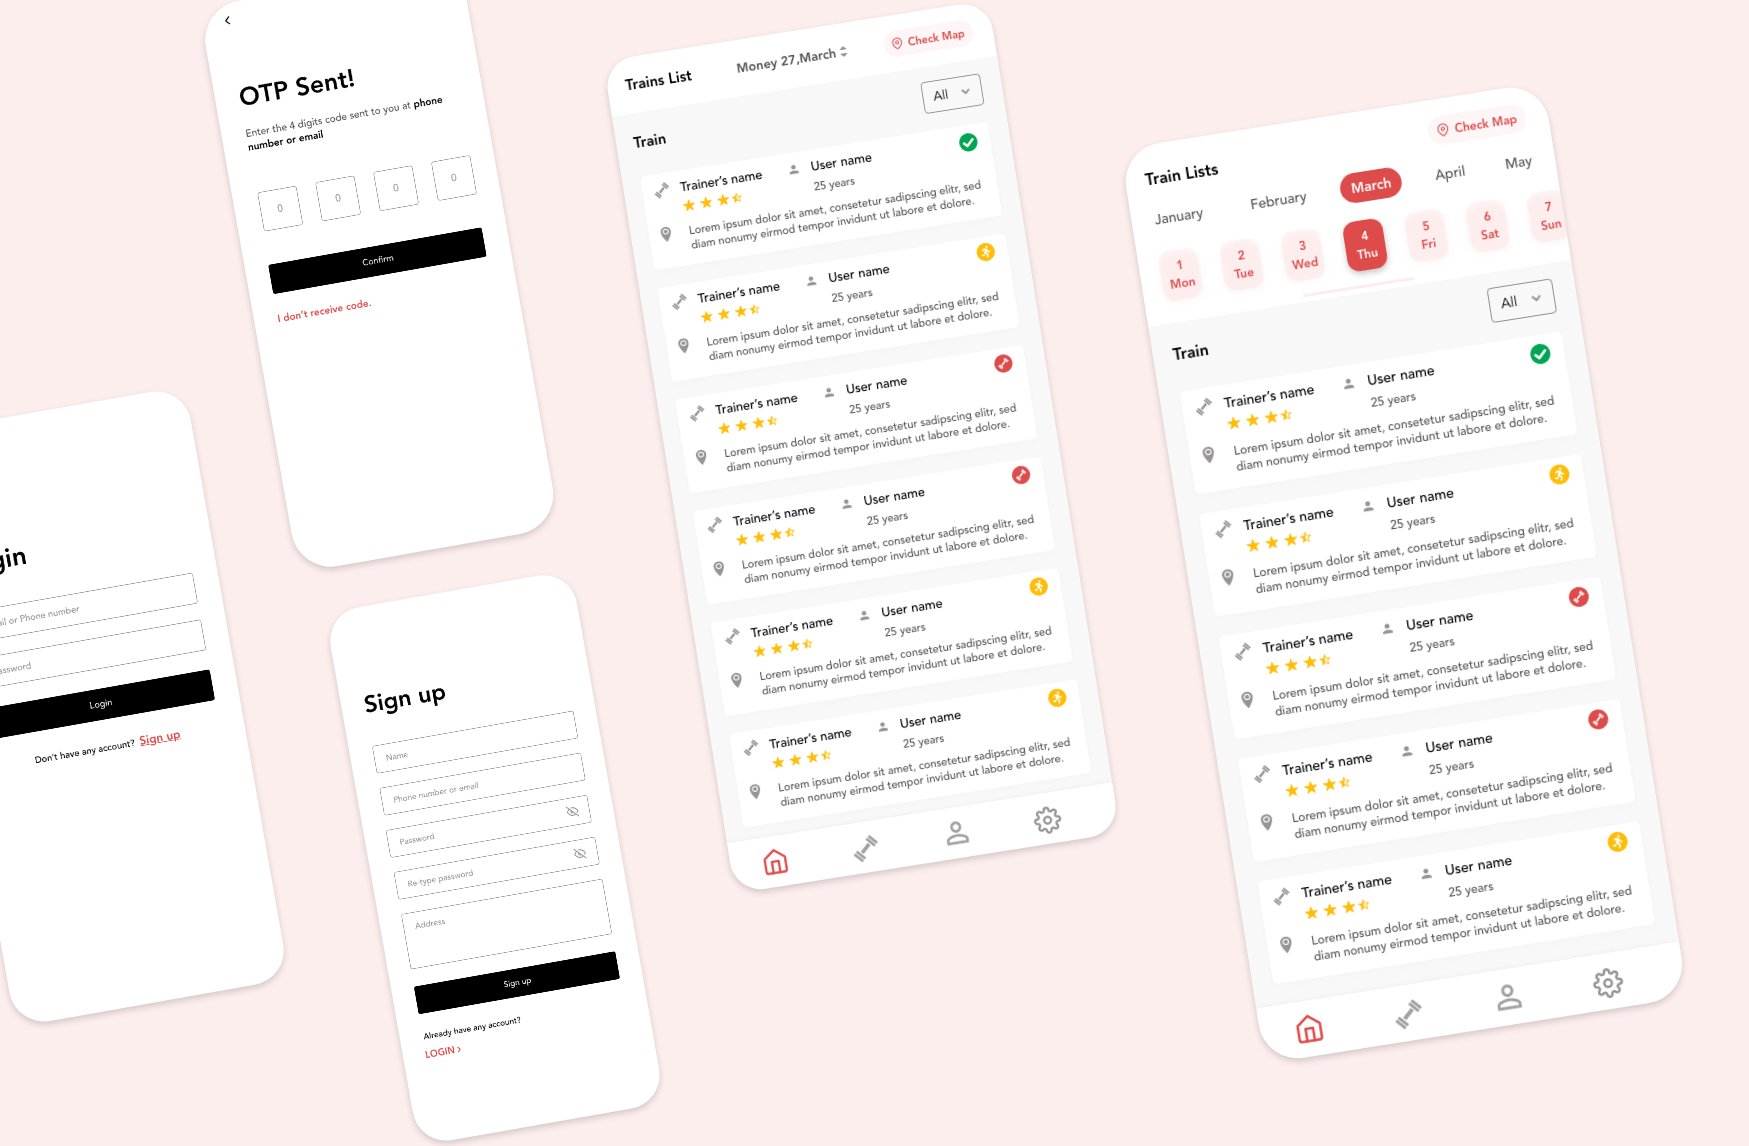 OTP Sent!
Enter the 4 digits code sent to you at phone
number or email
0 0 0 0
Confirm
I don't receive code.
gin
il or Phone number
assword
Login
Don't have any account? Sign up
Sign up
Name
Phone number or email
Password
Re-type password
Address
Sign up
Already have any account?
LOGIN ›
Trains List
Money 27,March
Check Map
All
Train
Trainer's name
User name
25 years
Lorem ipsum dolor sit amet, consetetur sadipscing elitr, sed
diam nonumy eirmod tempor invidunt ut labore et dolore.
Trainer's name
User name
25 years
Lorem ipsum dolor sit amet, consetetur sadipscing elitr, sed
diam nonumy eirmod tempor invidunt ut labore et dolore.
Trainer's name
User name
25 years
Lorem ipsum dolor sit amet, consetetur sadipscing elitr, sed
diam nonumy eirmod tempor invidunt ut labore et dolore.
Trainer's name
User name
25 years
Lorem ipsum dolor sit amet, consetetur sadipscing elitr, sed
diam nonumy eirmod tempor invidunt ut labore et dolore.
Trainer's name
User name
25 years
Lorem ipsum dolor sit amet, consetetur sadipscing elitr, sed
diam nonumy eirmod tempor invidunt ut labore et dolore.
Trainer's name
User name
25 years
Lorem ipsum dolor sit amet, consetetur sadipscing elitr, sed
diam nonumy eirmod tempor invidunt ut labore et dolore.
Train Lists
Check Map
January February March April May
1 2 3 4 5 6 7
Mon Tue Wed Thu Fri Sat Sun
All
Train
Trainer's name
User name
25 years
Lorem ipsum dolor sit amet, consetetur sadipscing elitr, sed
diam nonumy eirmod tempor invidunt ut labore et dolore.
Trainer's name
User name
25 years
Lorem ipsum dolor sit amet, consetetur sadipscing elitr, sed
diam nonumy eirmod tempor invidunt ut labore et dolore.
Trainer's name
User name
25 years
Lorem ipsum dolor sit amet, consetetur sadipscing elitr, sed
diam nonumy eirmod tempor invidunt ut labore et dolore.
Trainer's name
User name
25 years
Lorem ipsum dolor sit amet, consetetur sadipscing elitr, sed
diam nonumy eirmod tempor invidunt ut labore et dolore.
Trainer's name
User name
25 years
Lorem ipsum dolor sit amet, consetetur sadipscing elitr, sed
diam nonumy eirmod tempor invidunt ut labore et dolore.